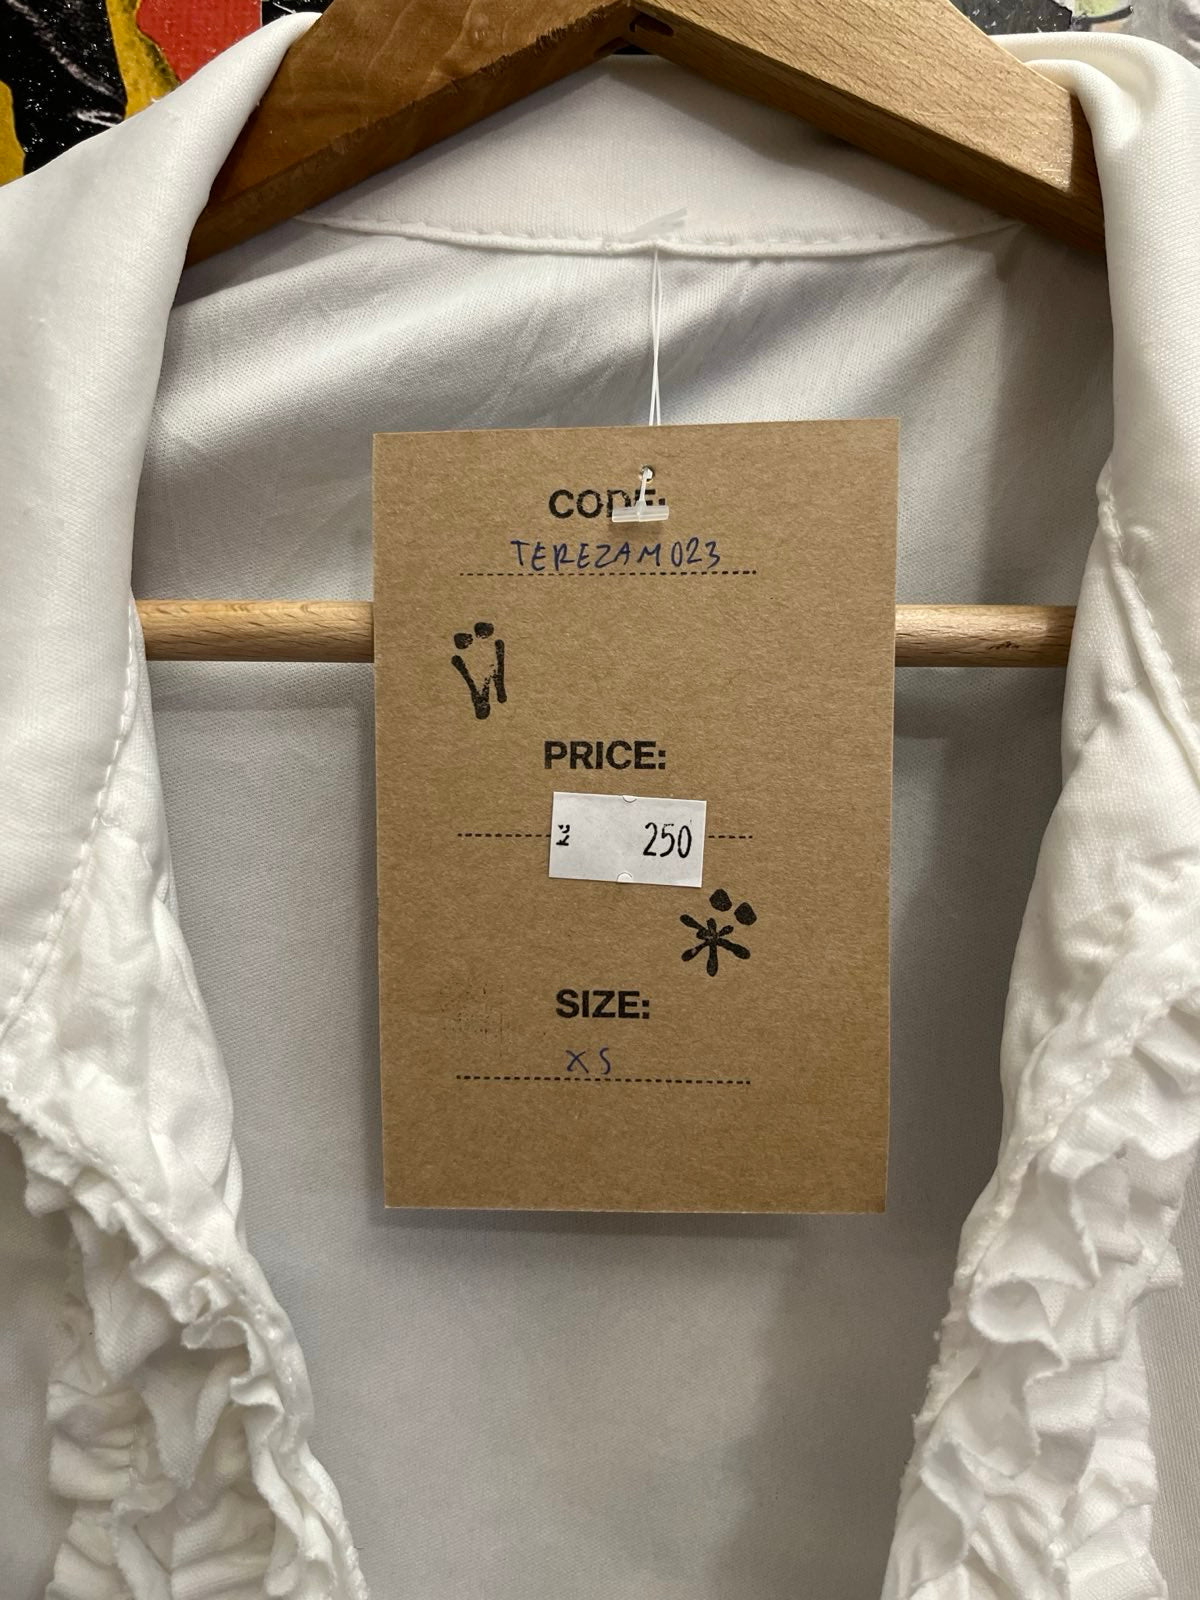 CODE:
TEREZAM023
PRICE:
Kč 250
SIZE:
XS